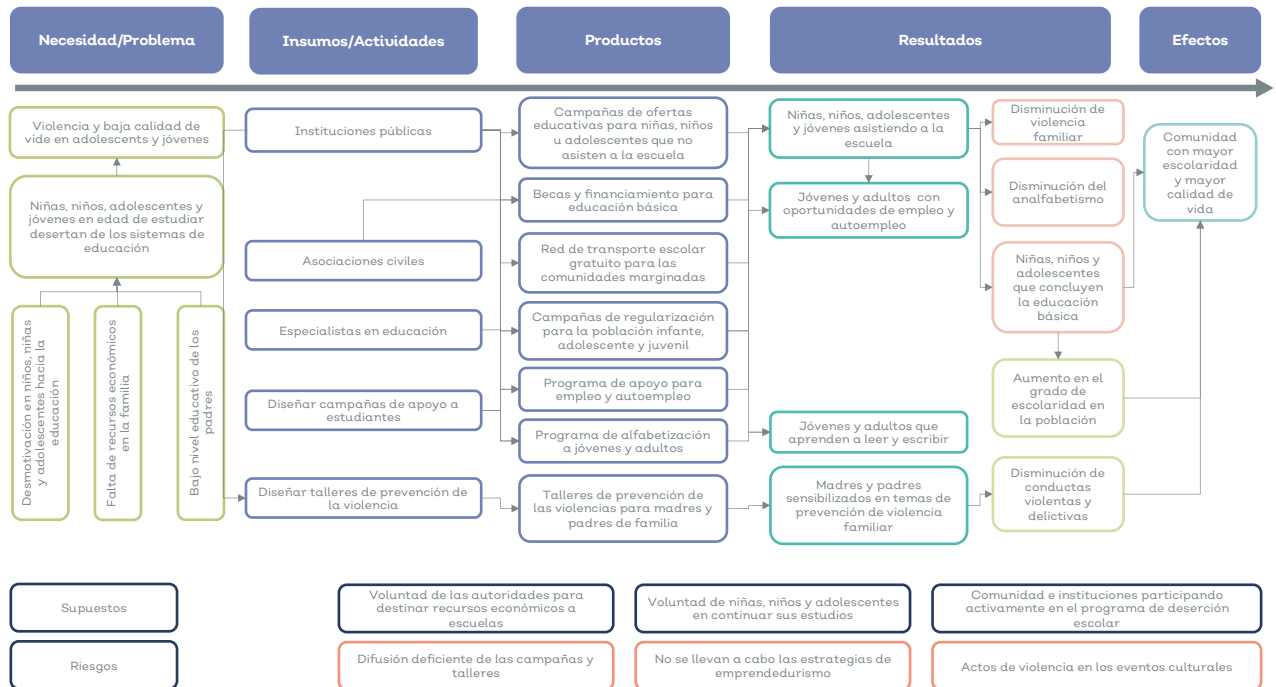 Necesidad/Problema
Insumos/Actividades
Productos
Resultados
Efectos
Violencia y baja calidad de
vide en adolescents y jóvenes
Niñas, niños, adolescentes y
jóvenes en edad de estudiar
desertan de los sistemas de
educación
Desmotivación en niños, niñas
y adolescentes hacia la
educación
Falta de recursos económicos
en la familia
Bajo nivel educativo de los
padres
Instituciones públicas
Asociaciones civiles
Especialistas en educación
Diseñar campañas de apoyo a
estudiantes
Diseñar talleres de prevención de
la violencia
Campañas de ofertas
educativas para niñas, niños
u adolescentes que no
asisten a la escuela
Becas y financiamiento para
educación básica
Red de transporte escolar
gratuito para las
comunidades marginadas
Campañas de regularización
para la población infante,
adolescente y juvenil
Programa de apoyo para
empleo y autoempleo
Programa de alfabetización
a jóvenes y adultos
Talleres de prevención de
las violencias para madres y
padres de familia
Niñas, niños, adolescentes
y jóvenes asistiendo a la
escuela
Jóvenes y adultos con
oportunidades de empleo y
autoempleo
Jóvenes y adultos que
aprenden a leer y escribir
Madres y padres
sensibilizados en temas de
prevención de violencia
familiar
Disminución de
violencia
familiar
Disminución del
analfabetismo
Niñas, niños y
adolescentes
que concluyen
la educación
básica
Aumento en el
grado de
escolaridad en
la población
Disminución de
conductas
violentas y
delictivas
Comunidad
con mayor
escolaridad
y mayor
calidad de
vida
Supuestos
Voluntad de las autoridades para
destinar recursos económicos a
escuelas
Voluntad de niñas, niños y adolescentes
en continuar sus estudios
Comunidad e instituciones participando
activamente en el programa de deserción
escolar
Riesgos
Difusión deficiente de las campañas y
talleres
No se llevan a cabo las estrategias de
emprendedurismo
Actos de violencia en los eventos culturales